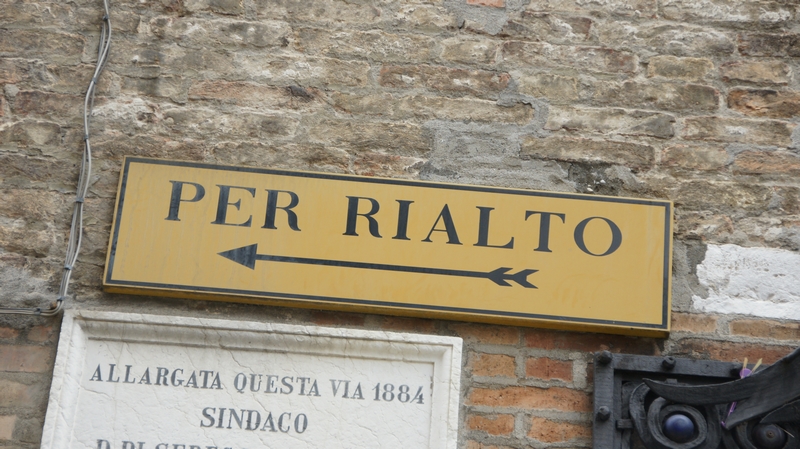 PER RIALTO
ALLARGATA QUESTA VIA 1884
SINDACO